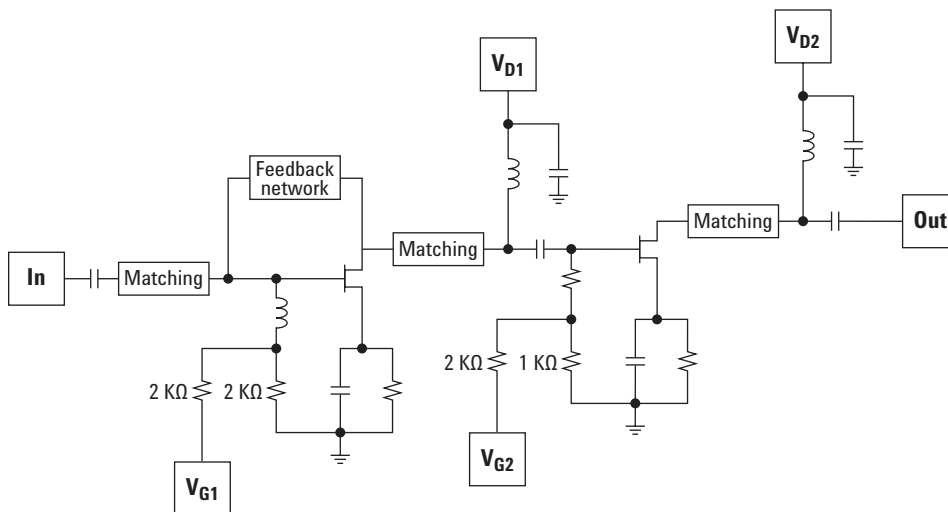 V_D1
V_D2
Feedback
network
Matching
Out
Matching
In
Matching
2 KΩ
2 KΩ
2 KΩ
1 KΩ
V_G1
V_G2